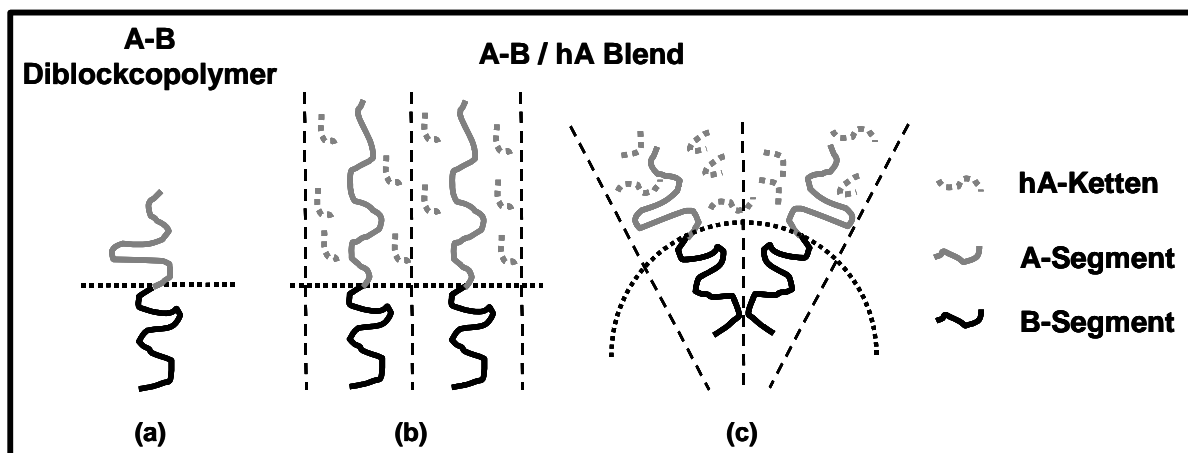 A-B
Diblockcopolymer
A-B / hA Blend
hA-Ketten
A-Segment
B-Segment
(a)
(b)
(c)